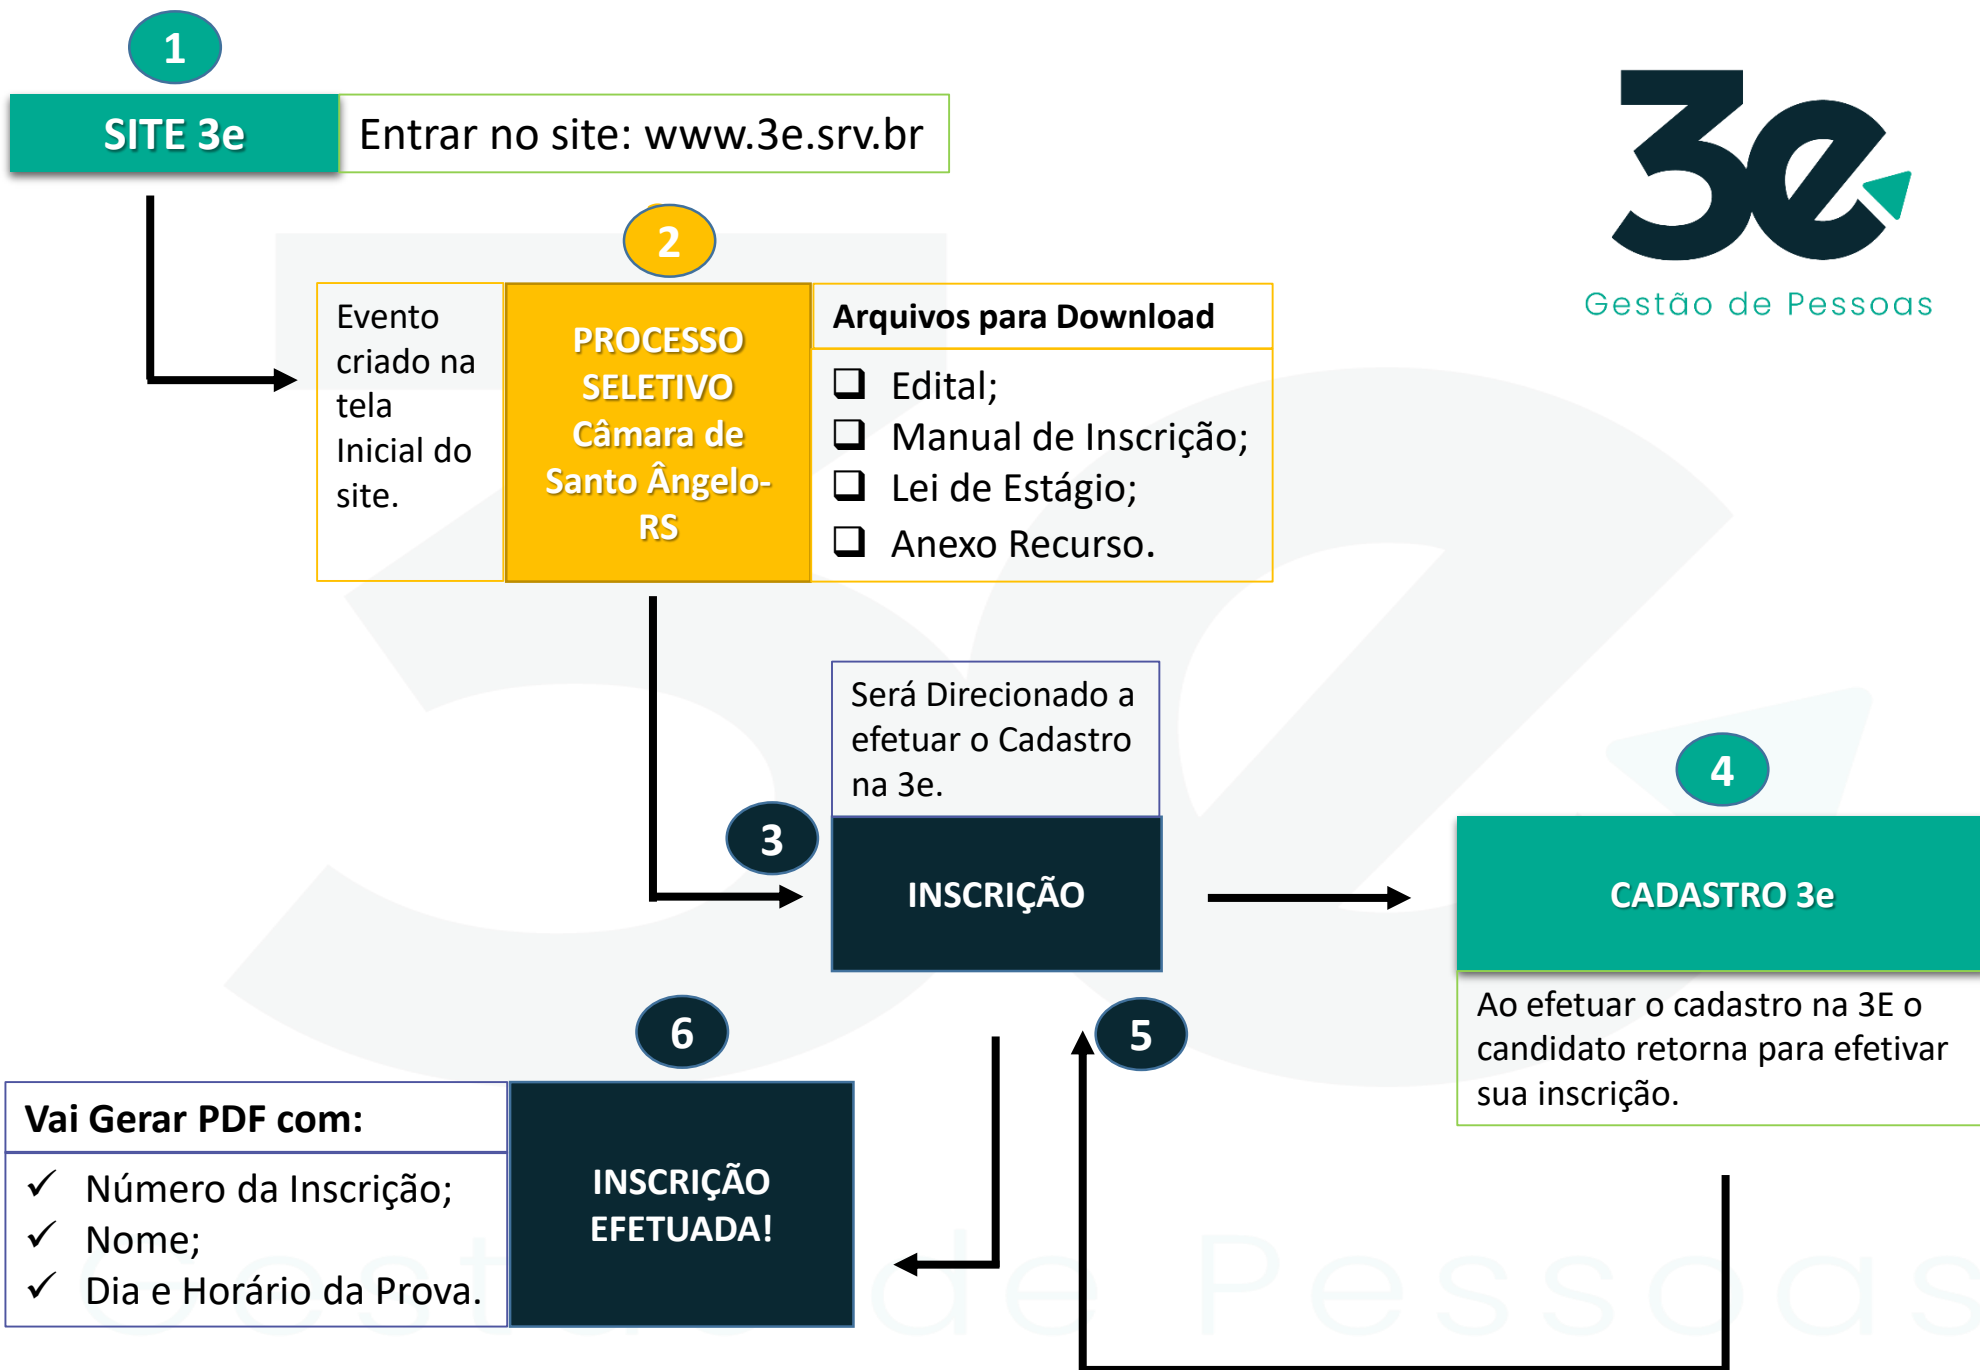 1
SITE 3e
Entrar no site: www.3e.srv.br
3e
Gestão de Pessoas
2
Evento
criado na
tela
Inicial do
site.
PROCESSO
SELETIVO
Câmara de
Santo Ângelo-
RS
Arquivos para Download
❑ Edital;
❑ Manual de Inscrição;
❑ Lei de Estágio;
❑ Anexo Recurso.
Será Direcionado a
efetuar o Cadastro
na 3e.
3
INSCRIÇÃO
4
CADASTRO 3e
Ao efetuar o cadastro na 3E o
candidato retorna para efetivar
sua inscrição.
5
6
INSCRIÇÃO
EFETUADA!
Vai Gerar PDF com:
✓ Número da Inscrição;
✓ Nome;
✓ Dia e Horário da Prova.
3e
Gestão de Pessoas